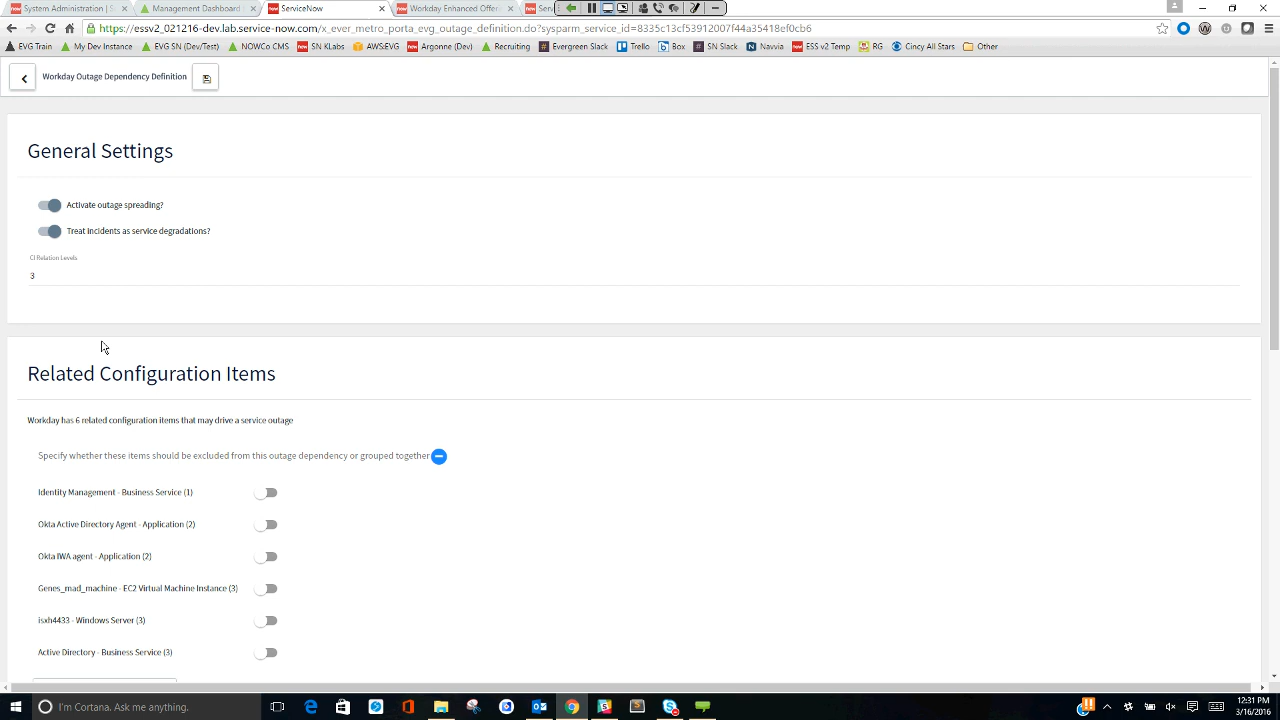 System Administration | S
Management Dashboard
ServiceNow
Workday Enhanced Offeri
Ser
https://essv2_021216-dev.lab.service-now.com/x_ever_metro_porta_evg_outage_definition.do?sysparm_service_id=8335c13cf53912007f44a35418ef0cb6
EVG Train
My Dev Instance
EVG SN (Dev/Test)
NOWCO CMS
SN KLabs
AWS:EVG
Argonne (Dev)
Recruiting
Evergreen Slack
Trello
Box
SN Slack
Navvia
ESS v2 Temp
RG
Cincy All Stars
Other
Workday Outage Dependency Definition
General Settings
Activate outage spreading?
Treat incidents as service degradations?
CI Relation Levels
3
Related Configuration Items
Workday has 6 related configuration items that may drive a service outage
Specify whether these items should be excluded from this outage dependency or grouped together
Identity Management - Business Service (1)
Okta Active Directory Agent - Application (2)
Okta IWA agent - Application (2)
Genes_mad_machine - EC2 Virtual Machine Instance (3)
isxh4433 - Windows Server (3)
Active Directory - Business Service (3)
I'm Cortana. Ask me anything.
12:31 PM
3/16/2016